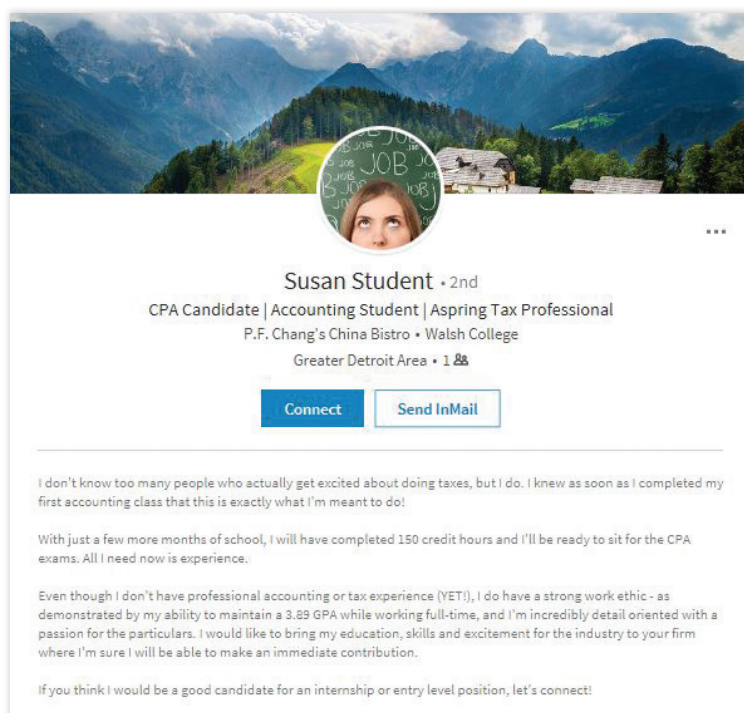 JOB JOB
JOB JOB JO
JOB JOB
JOB
Susan Student • 2nd
CPA Candidate | Accounting Student | Aspring Tax Professional
P.F. Chang's China Bistro • Walsh College
Greater Detroit Area • 1
Connect Send InMail
I don't know too many people who actually get excited about doing taxes, but I do. I knew as soon as I completed my
first accounting class that this is exactly what I'm meant to do!
With just a few more months of school, I will have completed 150 credit hours and I'll be ready to sit for the CPA
exams. All I need now is experience.
Even though I don't have professional accounting or tax experience (YET!), I do have a strong work ethic - as
demonstrated by my ability to maintain a 3.89 GPA while working full-time, and I'm incredibly detail oriented with a
passion for the particulars. I would like to bring my education, skills and excitement for the industry to your firm
where I'm sure I will be able to make an immediate contribution.
If you think I would be a good candidate for an internship or entry level position, let's connect!